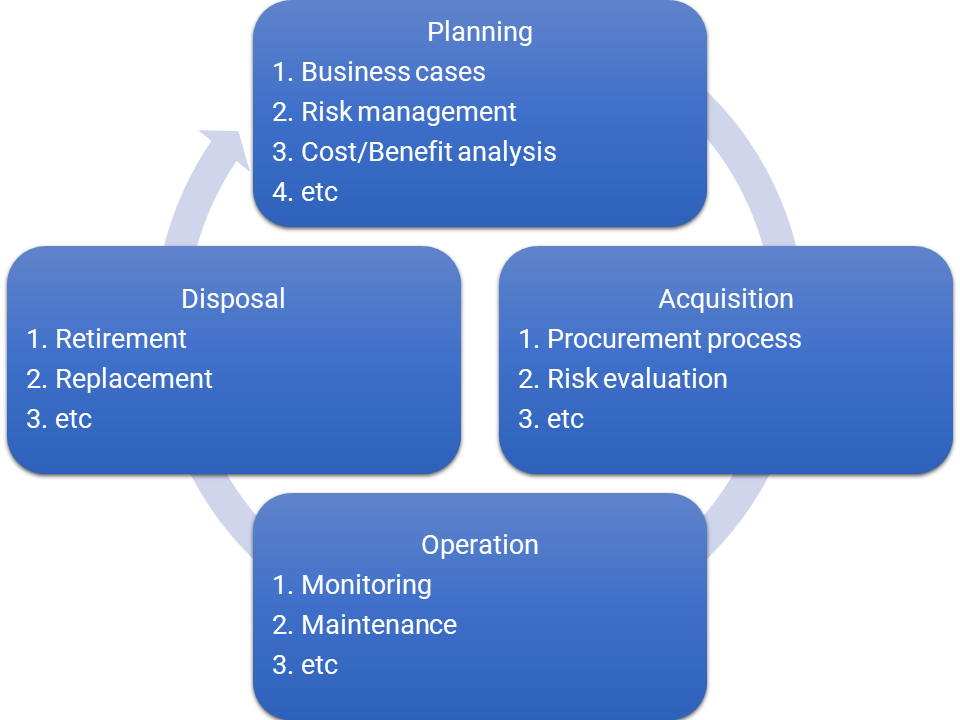 Planning
1. Business cases
2. Risk management
3. Cost/Benefit analysis
4. etc
Disposal
1. Retirement
2. Replacement
3. etc
Acquisition
1. Procurement process
2. Risk evaluation
3. etc
Operation
1. Monitoring
2. Maintenance
3. etc